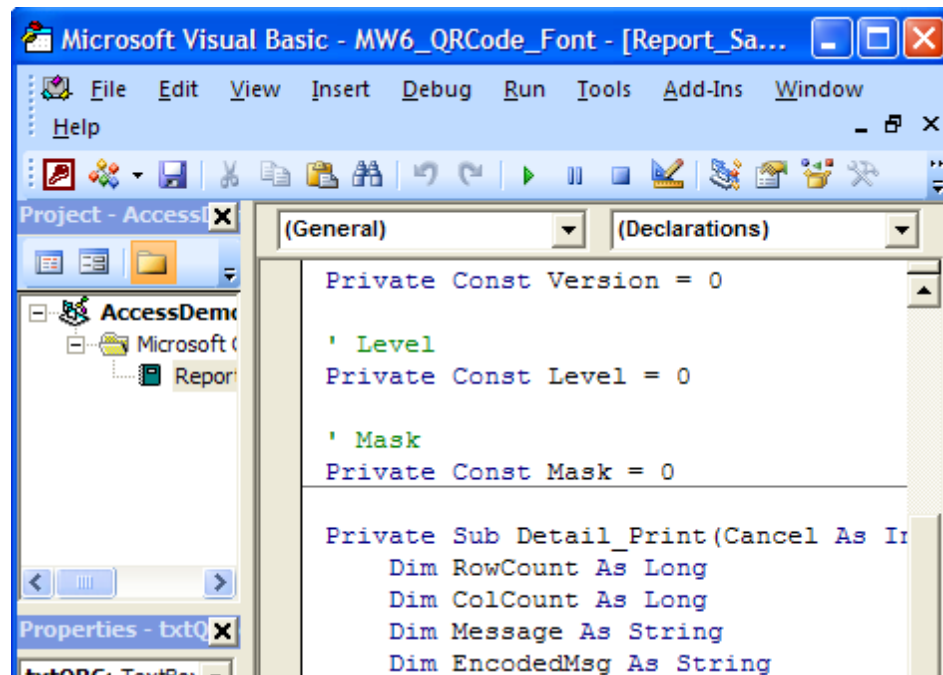 Microsoft Visual Basic - MW6_QRCode_Font - [Report_Sa...
File Edit View Insert Debug Run Tools Add-Ins Window
Help
Project - Access
(General) (Declarations)
AccessDem
Microsoft
Repor
Private Const Version = 0
' Level
Private Const Level = 0
' Mask
Private Const Mask = 0
Private Sub Detail_Print(Cancel As I
Dim RowCount As Long
Dim ColCount As Long
Dim Message As String
Dim EncodedMsg As String
Properties - txtQ
txtQRC: